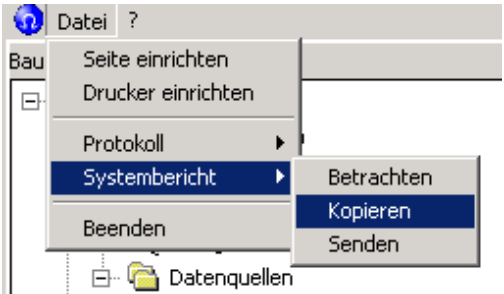 Datei ?
Bau
Seite einrichten
Drucker einrichten
Protokoll
Systembericht
Betrachten
Kopieren
Senden
Beenden
Datenquellen